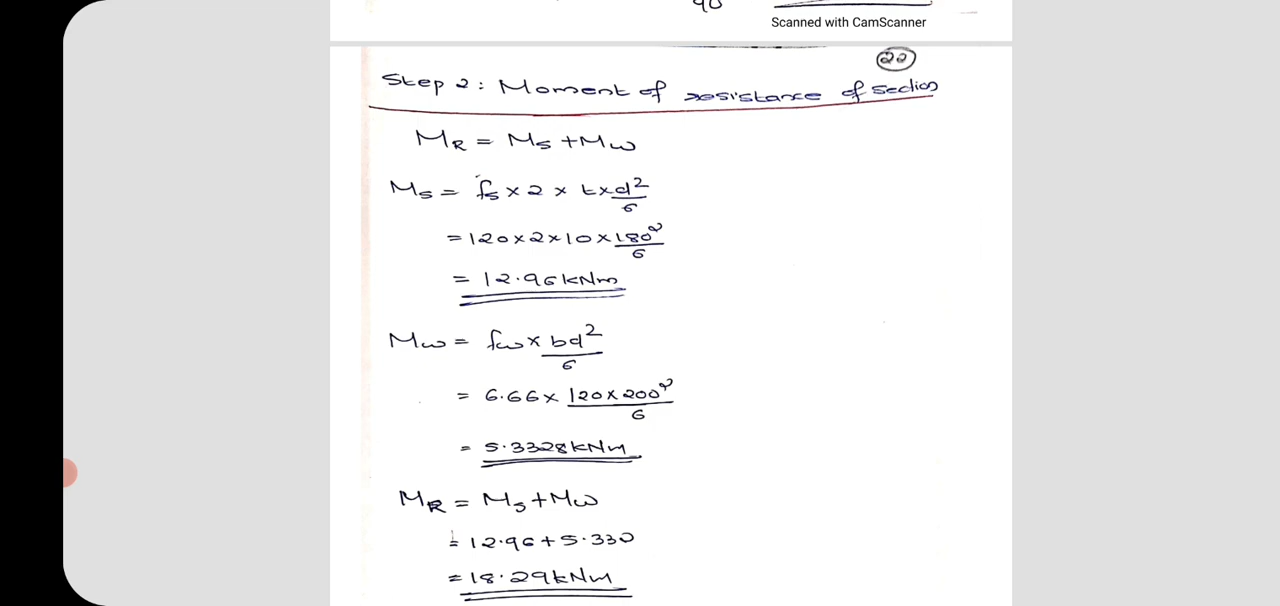 90
Scanned with CamScanner
22
Step 2: Moment of resistance of section
MR = Ms + Mw
Ms = fs × 2 × t × d²/6
= 120 × 2 × 10 × 180²/6
= 12.96 kNm
Mw = fw × bd²/6
= 6.66 × 120 × 200²/6
= 5.3328 kNm
MR = Ms + Mw
= 12.96 + 5.330
= 18.29 kNm